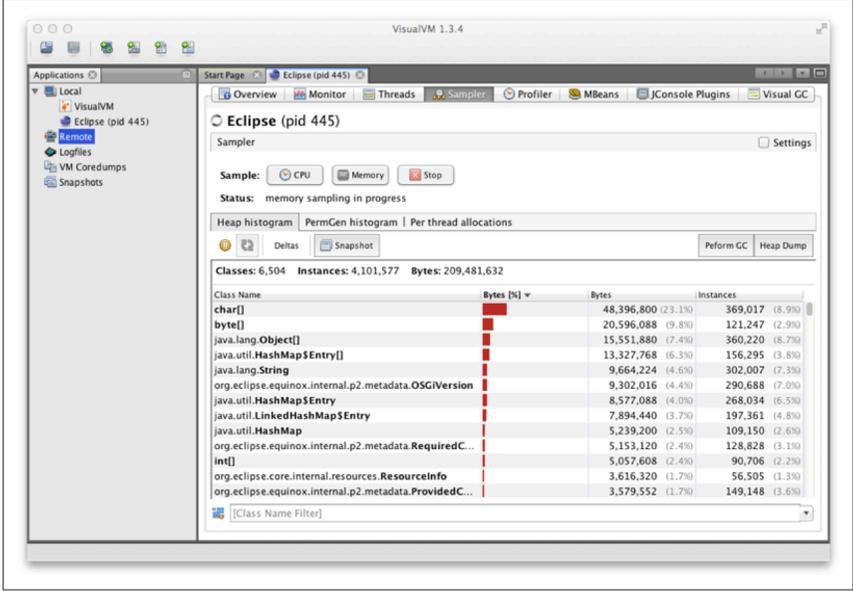 VisualVM 1.3.4
Applications
Local
VisualVM
Eclipse (pid 445)
Remote
Logfiles
VM Coredumps
Snapshots
Start Page Eclipse (pid 445)
Overview Monitor Threads Sampler Profiler MBeans JConsole Plugins Visual GC
Eclipse (pid 445)
Sampler Settings
Sample: CPU Memory Stop
Status: memory sampling in progress
Heap histogram PermGen histogram | Per thread allocations
Deltas Snapshot Peform GC Heap Dump
Classes: 6,504 Instances: 4,101,577 Bytes: 209,481,632
Class Name Bytes [%] Bytes Instances
char[] 48,396,800 (23.1%) 369,017 (8.9%)
byte[] 20,596,088 (9.8%) 121,247 (2.9%)
java.lang.Object[] 15,551,880 (7.4%) 360,220 (8.7%)
java.util.HashMap$Entry[] 13,327,768 (6.3%) 156,295 (3.8%)
java.lang.String 9,664,224 (4.6%) 302,007 (7.3%)
org.eclipse.equinox.internal.p2.metadata.OSGiVersion 9,302,016 (4.4%) 290,688 (7.0%)
java.util.HashMap$Entry 8,577,088 (4.0%) 268,034 (6.5%)
java.util.LinkedHashMap$Entry 7,894,440 (3.7%) 197,361 (4.8%)
java.util.HashMap 5,239,200 (2.5%) 109,150 (2.6%)
org.eclipse.equinox.internal.p2.metadata.RequiredC... 5,153,120 (2.4%) 128,828 (3.1%)
int[] 5,057,608 (2.4%) 90,706 (2.2%)
org.eclipse.core.internal.resources.ResourceInfo 3,616,320 (1.7%) 56,505 (1.3%)
org.eclipse.equinox.internal.p2.metadata.ProvidedC... 3,579,552 (1.7%) 149,148 (3.6%)
[Class Name Filter]